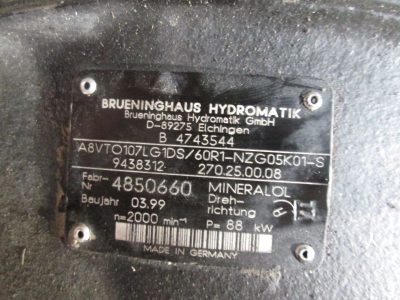 BRUENINGHAUS HYDROMATIK
Brueninghaus Hydromatik GmbH
D-89275 Elchingen
B 4743544
A8VTO107LG1DS/60R1-NZG05K01-S
9438312 270.25.00.08
Fabr-Nr 4850660 MINERALÖL
Baujahr 03.99 Dreh-richtung
n=2000 min⁻¹ P= 88 kW
MADE IN GERMANY